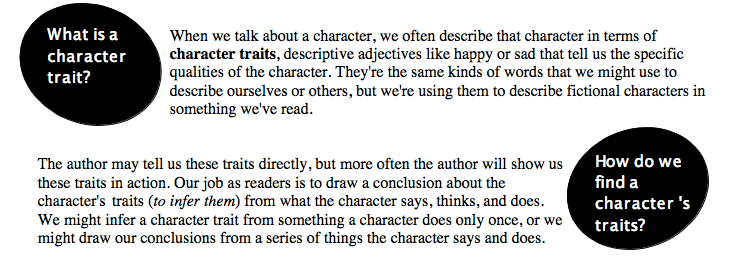 What is a
character
trait?
When we talk about a character, we often describe that character in terms of
character traits, descriptive adjectives like happy or sad that tell us the specific
qualities of the character. They're the same kinds of words that we might use to
describe ourselves or others, but we're using them to describe fictional characters in
something we've read.
The author may tell us these traits directly, but more often the author will show us
these traits in action. Our job as readers is to draw a conclusion about the
character's traits (to infer them) from what the character says, thinks, and does.
We might infer a character trait from something a character does only once, or we
might draw our conclusions from a series of things the character says and does.
How do we
find a
character 's
traits?